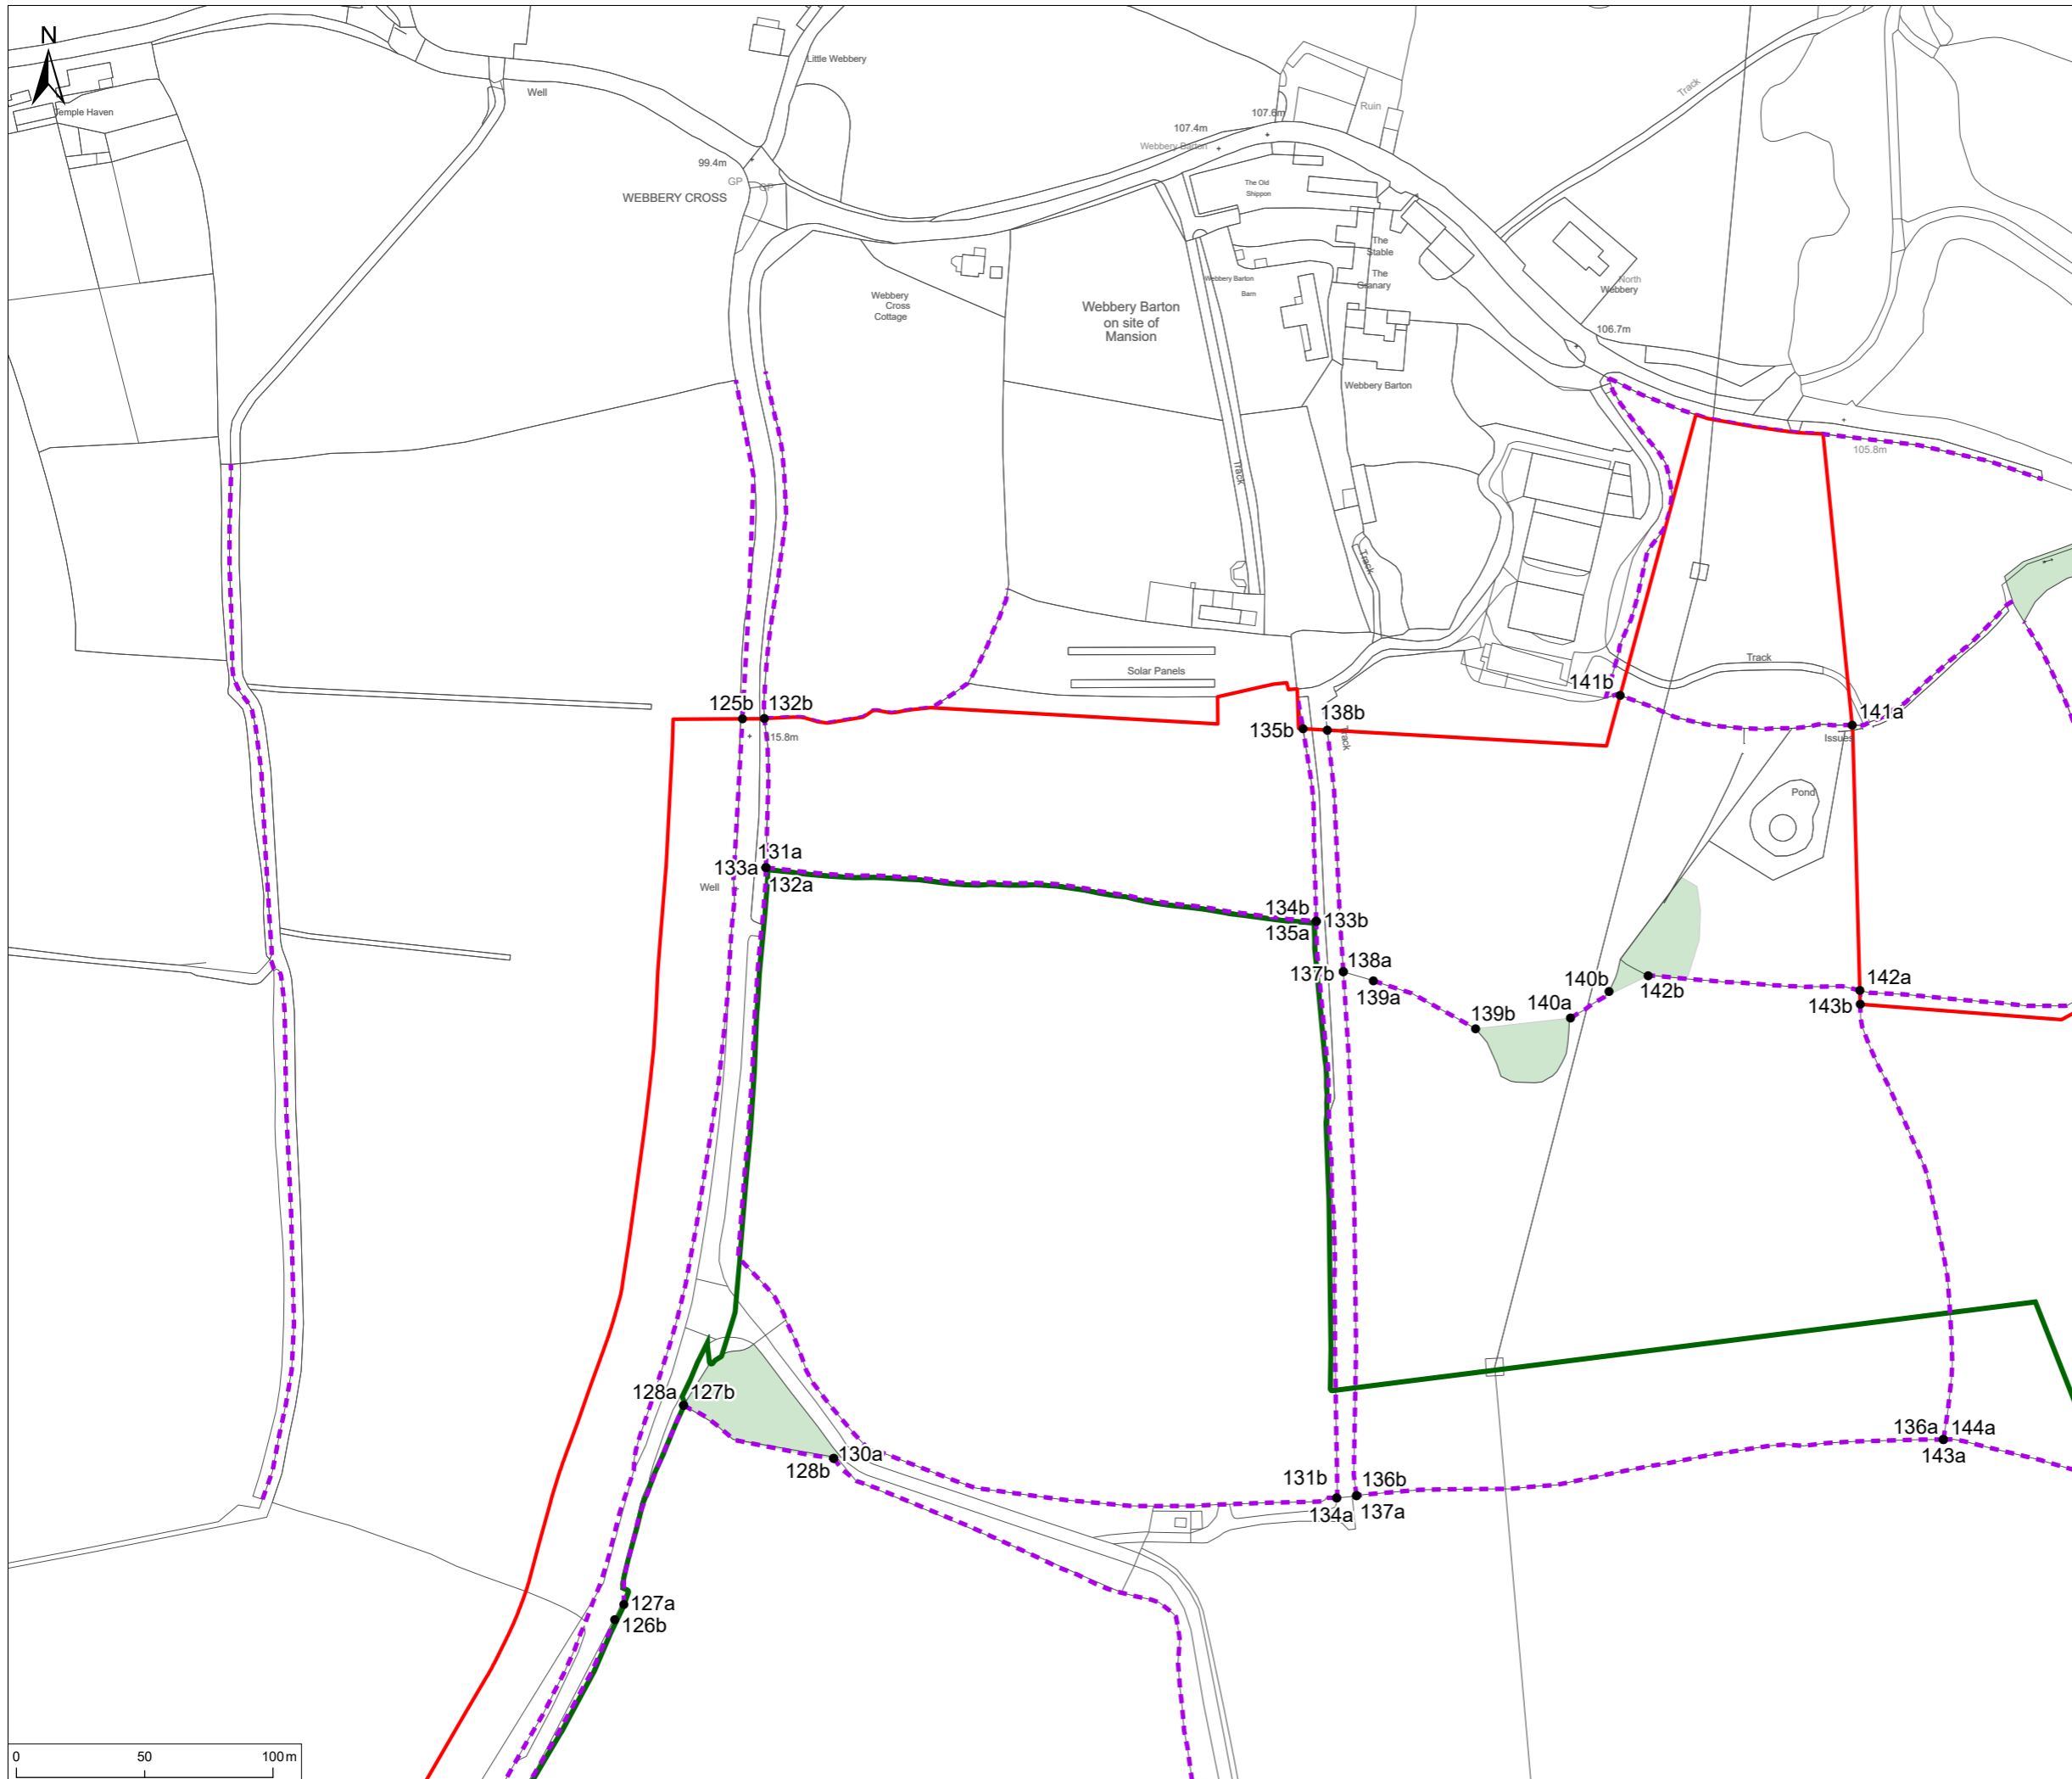 N
Little Webbery
Temple Haven
Well
Track
Ruin
107.6m
107.4m
Webbery Barton
99.4m
GP
GP
WEBBERY CROSS
The Old
Shippon
The
Stable
The
Granary
Webbery Barton
Barn
North
Webbery
Webbery
Cross
Cottage
Webbery Barton
on site of
Mansion
106.7m
Webbery Barton
105.8m
Track
Track
Solar Panels
Track
141b
125b
132b
15.8m
135b
138b
Track
141a
Issues
Pond
131a
133a
132a
Well
134b
133b
135a
137b
138a
139a
140b
142b
142a
143b
140a
139b
128a
127b
130a
128b
136a
144a
143a
131b
136b
134a
137a
127a
126b
0 50 100m